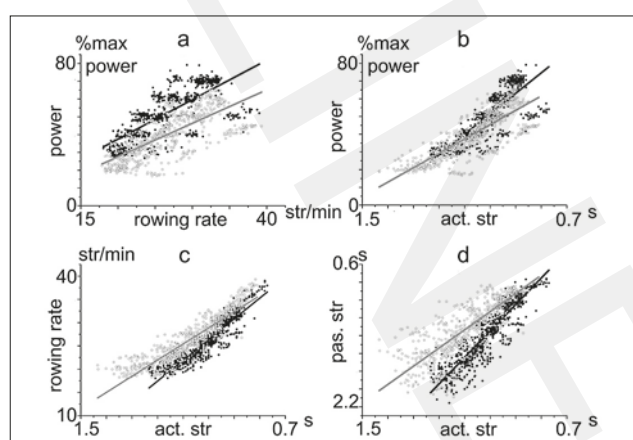 %max
power
a
80
power
0
15
rowing rate
40
str/min
%max
power
b
80
power
0
1.5
act. str
0.7
s
str/min
c
40
rowing rate
10
1.5
act. str
0.7
s
s
d
0.6
pas. str
2.2
1.5
act. str
0.7
s